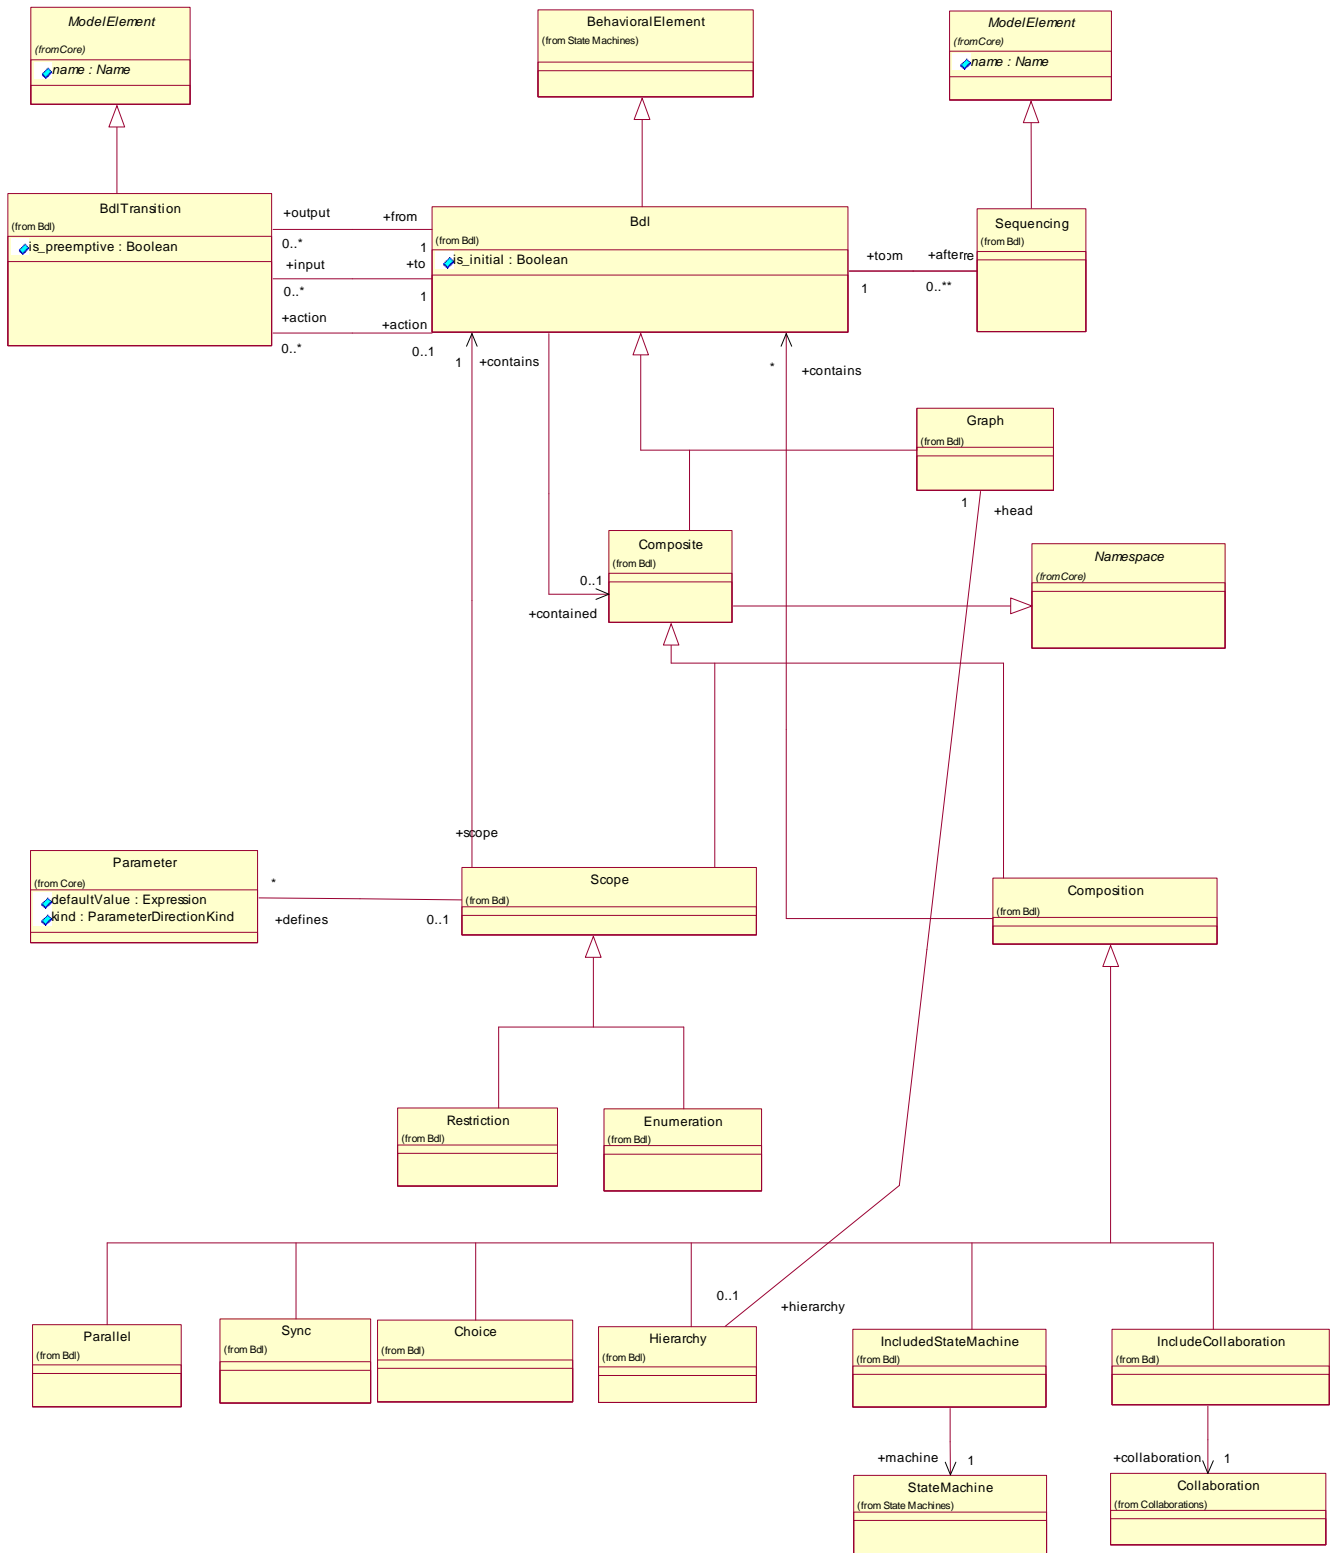 ModelElement
(fromCore)
name : Name
BehavioralElement
(from State Machines)
ModelElement
(fromCore)
name : Name
BdlTransition
(from Bdl)
is_preemptive : Boolean
+output
+from
0..*
1
+input
+to
0..*
1
+action
+action
0..*
0..1
Bdl
(from Bdl)
is_initial : Boolean
1
0..**
Sequencing
(from Bdl)
1
+contains
*
+contains
Graph
(from Bdl)
1
+head
Composite
(from Bdl)
0..1
+contained
Namespace
(fromCore)
+scope
Parameter
(from Core)
defaultValue : Expression
kind : ParameterDirectionKind
*
+defines
0..1
Scope
(from Bdl)
Composition
(from Bdl)
Restriction
(from Bdl)
Enumeration
(from Bdl)
0..1
+hierarchy
Parallel
(from Bdl)
Sync
(from Bdl)
Choice
(from Bdl)
Hierarchy
(from Bdl)
IncludedStateMachine
(from Bdl)
IncludeCollaboration
(from Bdl)
+machine
1
+collaboration
1
StateMachine
(from State Machines)
Collaboration
(from Collaborations)